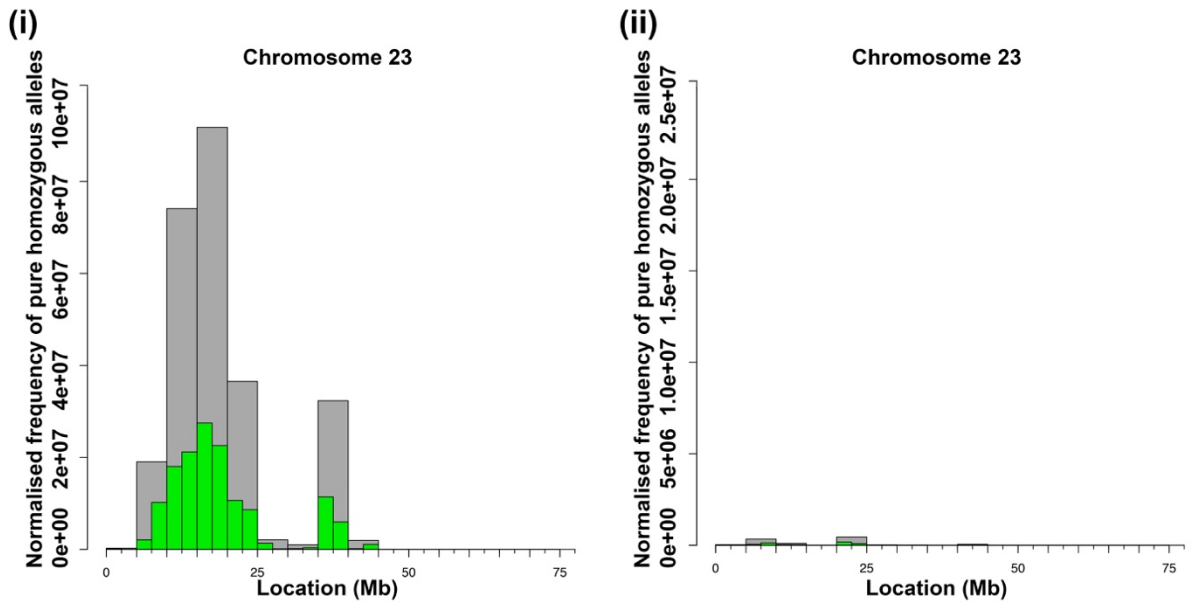 (i)
Chromosome 23
Normalised frequency of pure homozygous alleles
0e+00 2e+07 4e+07 6e+07 8e+07 10e+07
0 25 50 75
Location (Mb)
(ii)
Chromosome 23
Normalised frequency of pure homozygous alleles
0e+00 5e+06 1.0e+07 1.5e+07 2.0e+07 2.5e+07
0 25 50 75
Location (Mb)